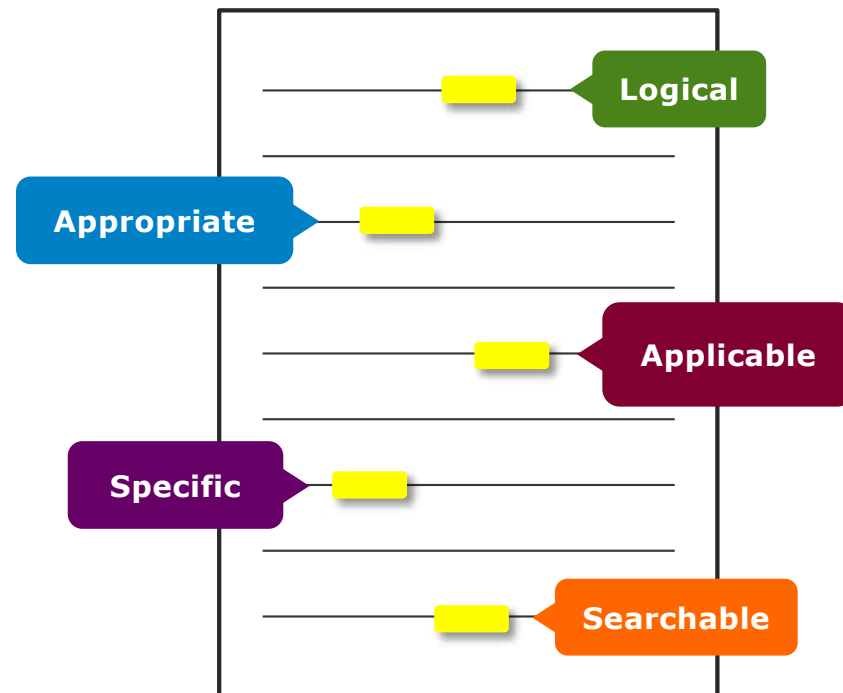 Logical
Appropriate
Applicable
Specific
Searchable